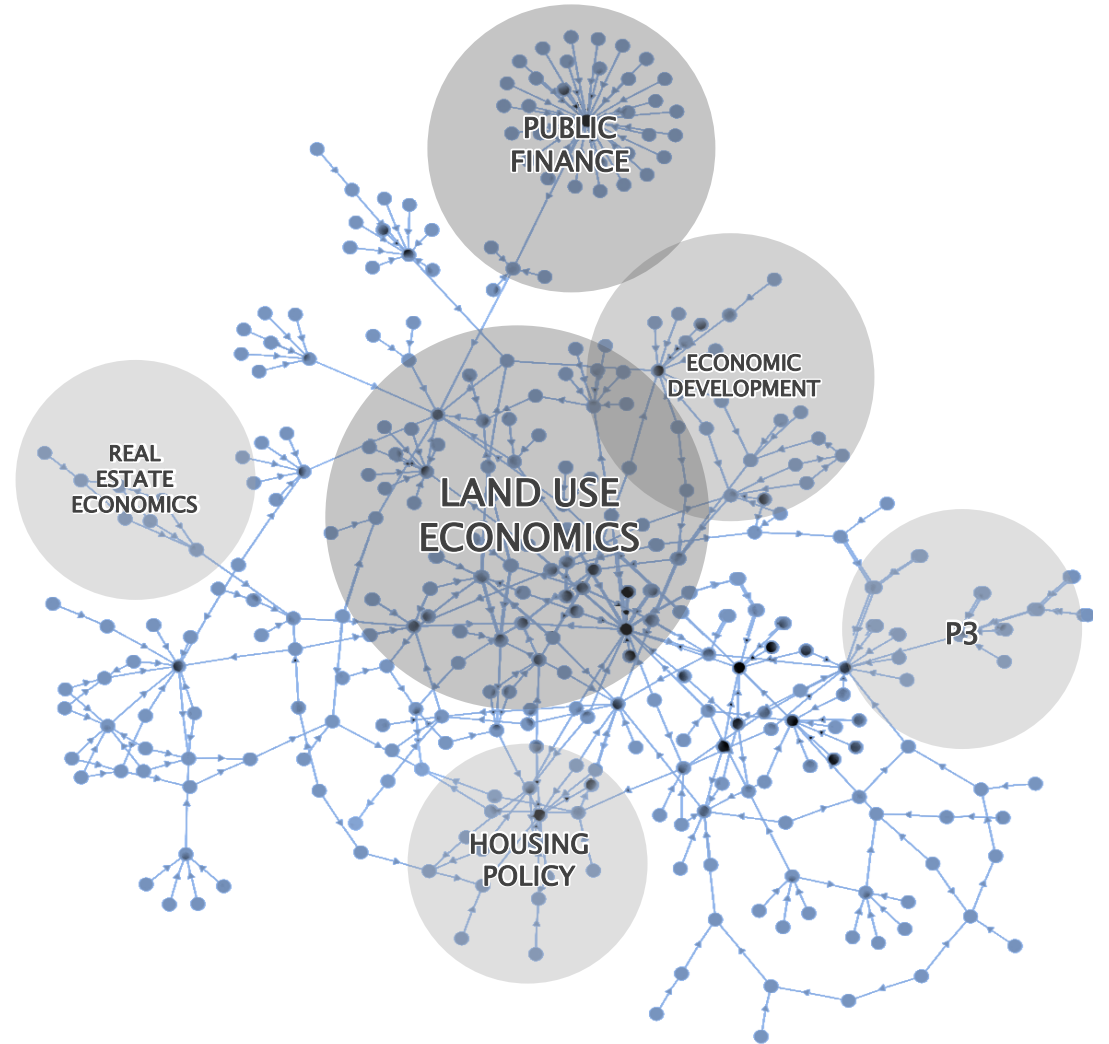 PUBLIC
FINANCE
ECONOMIC
DEVELOPMENT
REAL
ESTATE
ECONOMICS
LAND USE
ECONOMICS
P3
HOUSING
POLICY